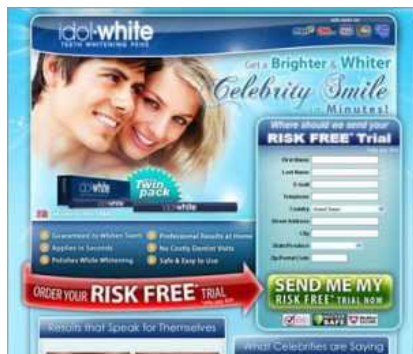 idol·white
TEETH WHITENING PENS
Get a Brighter & Whiter
Celebrity Smile
in Minutes!
Where should we send your
RISK FREE* Trial
First Name
Last Name
E-mail
Telephone
Country
Street Address
City
State/Province
Zip/Postal Code
idolwhite
Twin
pack
Guaranteed to Whiten Teeth
Professional Results at Home
Applies in Seconds
No Costly Dentist Visits
Polishes While Whitening
Safe & Easy to Use
ORDER YOUR RISK FREE* TRIAL
SEND ME MY
RISK FREE* TRIAL NOW
Results that Speak for Themselves
What Celebrities are Saying